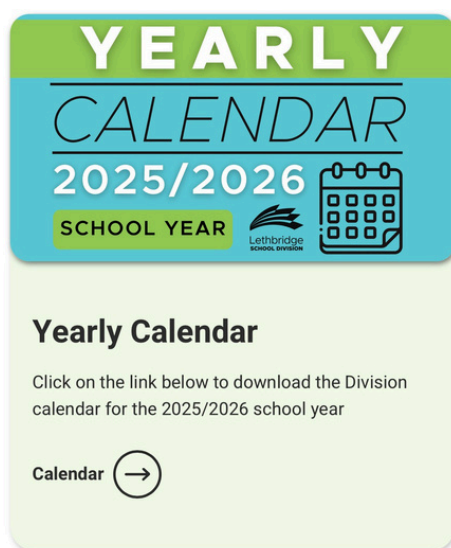 YEARLY
CALENDAR
2025/2026
SCHOOL YEAR
Lethbridge
SCHOOL DIVISION
Yearly Calendar
Click on the link below to download the Division
calendar for the 2025/2026 school year
Calendar